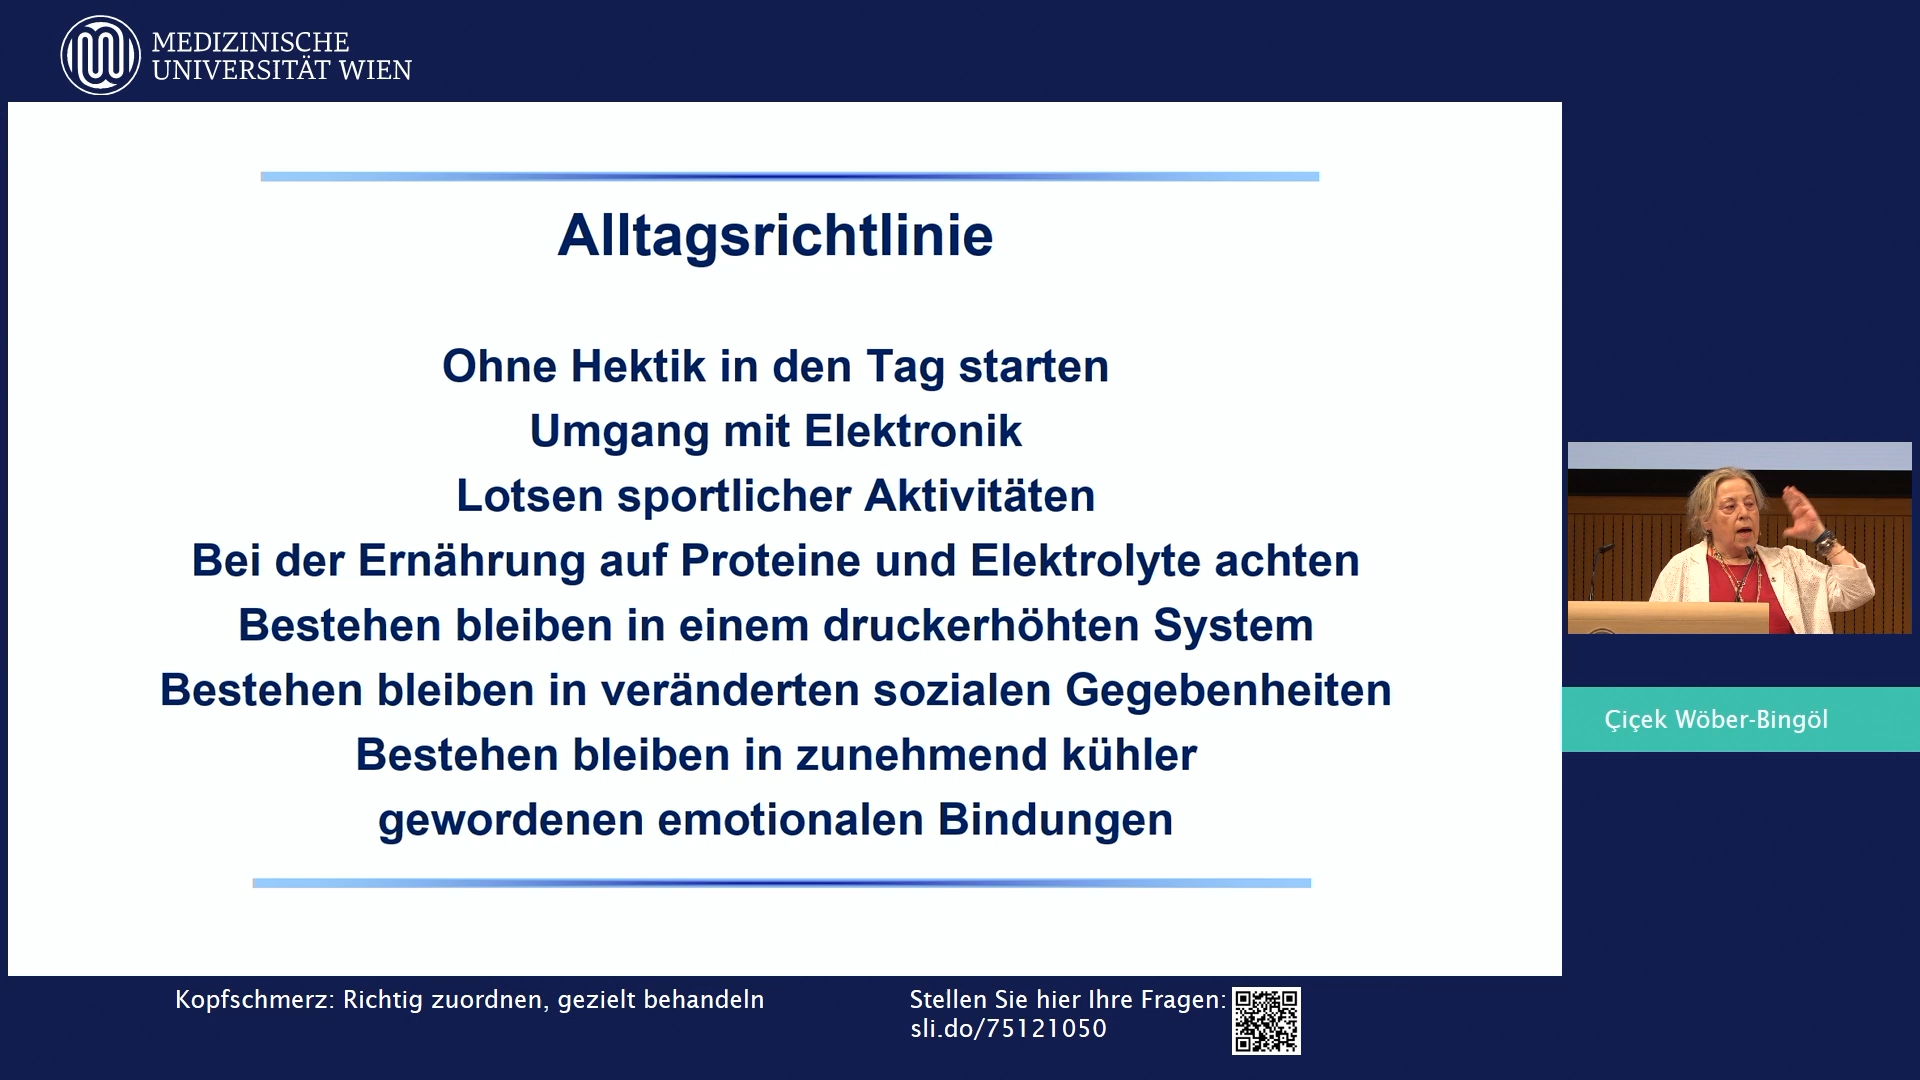 MEDIZINISCHE
UNIVERSITÄT WIEN
Alltagsrichtlinie
Ohne Hektik in den Tag starten
Umgang mit Elektronik
Lotsen sportlicher Aktivitäten
Bei der Ernährung auf Proteine und Elektrolyte achten
Bestehen bleiben in einem druckerhöhten System
Bestehen bleiben in veränderten sozialen Gegebenheiten
Bestehen bleiben in zunehmend kühler
gewordenen emotionalen Bindungen
Çiçek Wöber-Bingöl
Kopfschmerz: Richtig zuordnen, gezielt behandeln
Stellen Sie hier Ihre Fragen:
sli.do/75121050